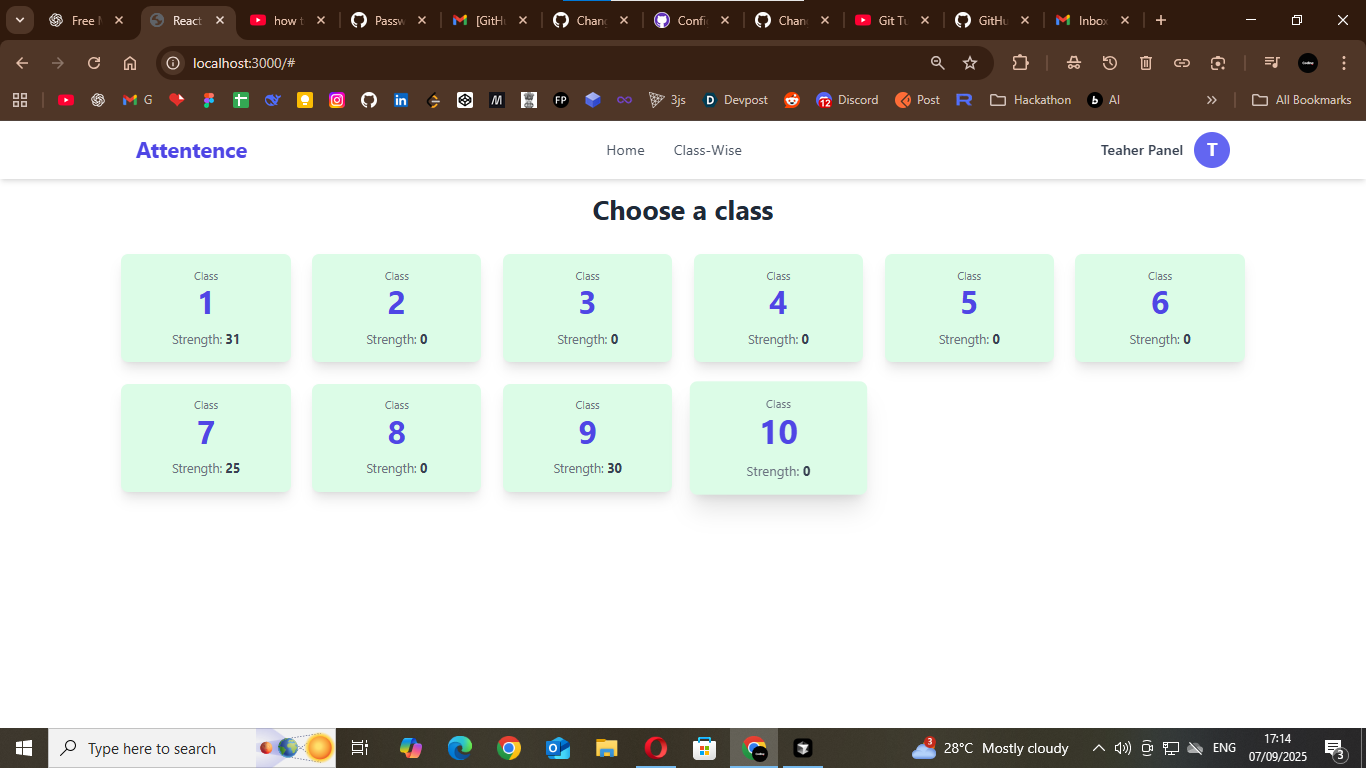 Free M
React
how t
Passw
[GitHu
Chang
Confid
Chang
Git Tu
GitHu
Inbox
localhost:3000/#
G
3js
Devpost
12
Discord
Post
Hackathon
AI
All Bookmarks
Attentence
Home
Class-Wise
Teaher Panel
T
Choose a class
Class Class Class Class Class Class
1 2 3 4 5 6
Strength: 31 Strength: 0 Strength: 0 Strength: 0 Strength: 0 Strength: 0
Class Class Class Class
7 8 9 10
Strength: 25 Strength: 0 Strength: 30 Strength: 0
Type here to search
3
28°C Mostly cloudy
ENG
17:14
07/09/2025
3